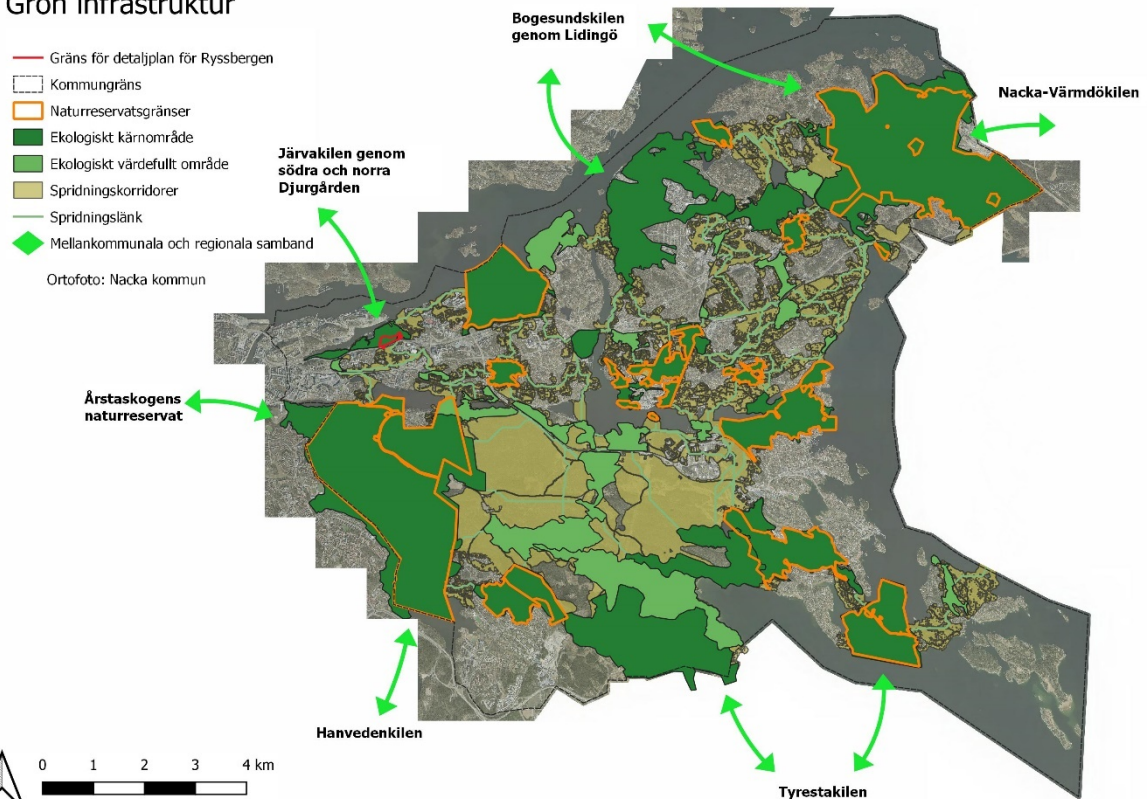 Grön infrastruktur
Gräns för detaljplan för Ryssbergen
Kommungräns
Naturreservatsgränser
Ekologiskt kärnområde
Ekologiskt värdefullt område
Spridningskorridorer
Spridningslänk
Mellankommunala och regionala samband
Ortofoto: Nacka kommun
Bogesundskilen
genom Lidingö
Nacka-Värmdökilen
Järvakilen genom
södra och norra
Djurgården
Årstaskogens
naturreservat
Hanvedenkilen
Tyrestakilen
0 1 2 3 4 km